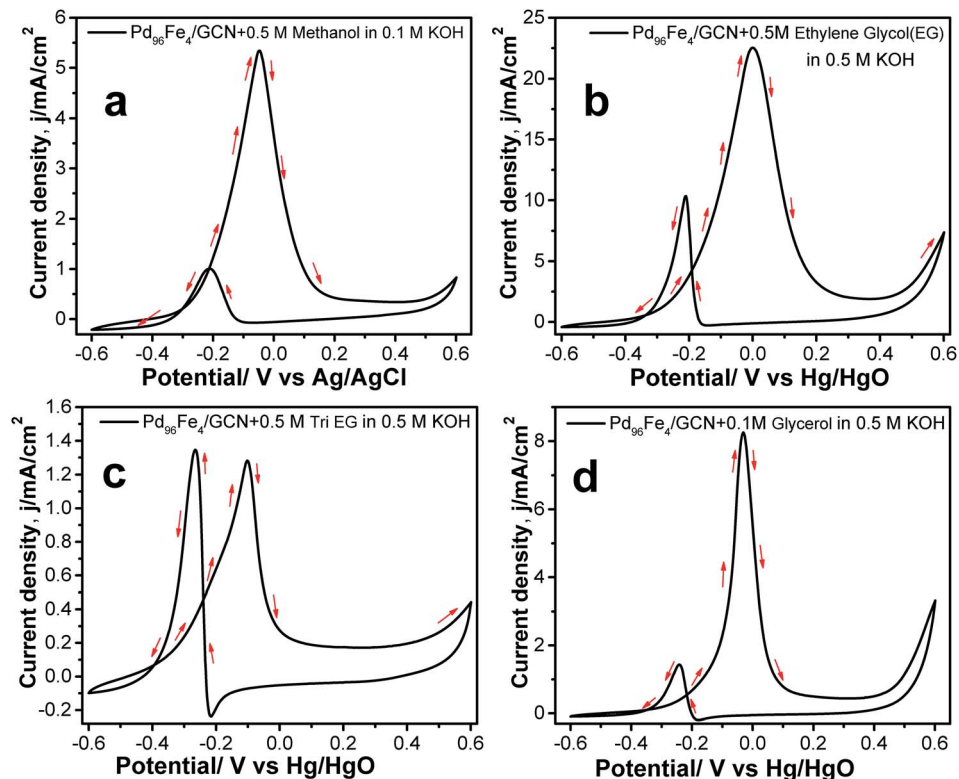 Pd₉₆Fe₄/GCN+0.5 M Methanol in 0.1 M KOH
a
Current density, j/mA/cm²
6
5
4
3
2
1
0
-0.6 -0.4 -0.2 0.0 0.2 0.4 0.6
Potential/ V vs Ag/AgCl
Pd₉₆Fe₄/GCN+0.5M Ethylene Glycol(EG)
in 0.5 M KOH
b
Current density, j/mA/cm²
25
20
15
10
5
0
-0.6 -0.4 -0.2 0.0 0.2 0.4 0.6
Potential/ V vs Hg/HgO
Pd₉₆Fe₄/GCN+0.5 M Tri EG in 0.5 M KOH
c
Current density, j/mA/cm²
1.6
1.4
1.2
1.0
0.8
0.6
0.4
0.2
0.0
-0.2
-0.6 -0.4 -0.2 0.0 0.2 0.4 0.6
Potential/ V vs Hg/HgO
Pd₉₆Fe₄/GCN+0.1M Glycerol in 0.5 M KOH
d
Current density, j/mA/cm²
8
6
4
2
0
-0.6 -0.4 -0.2 0.0 0.2 0.4 0.6
Potential/ V vs Hg/HgO